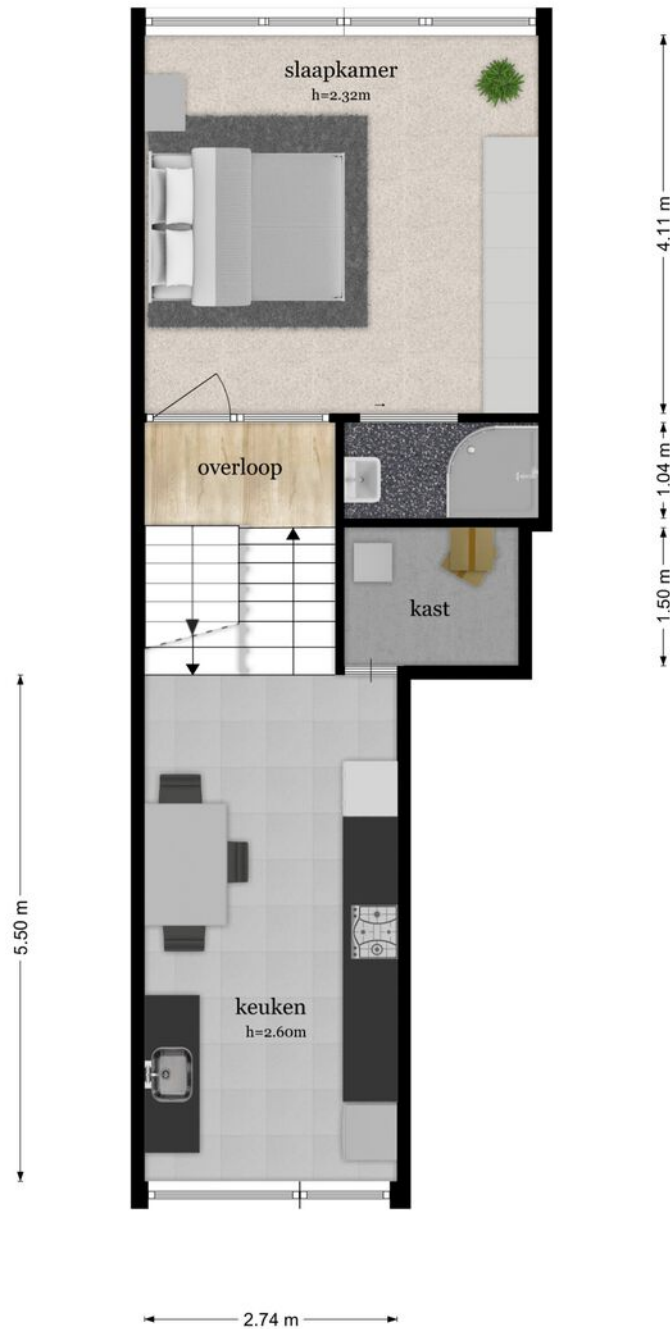 slaapkamer
h=2.32m
4.11 m
overloop
1.04 m
kast
1.50 m
5.50 m
keuken
h=2.60m
2.74 m